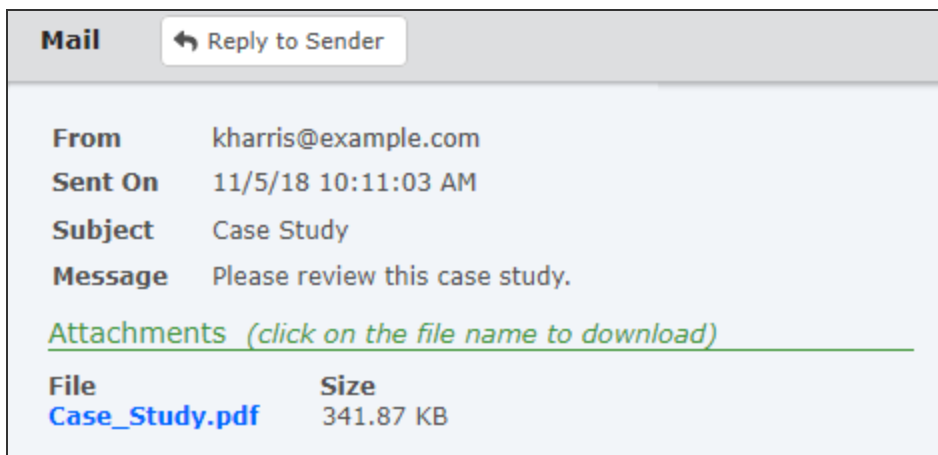 Mail Reply to Sender
From kharris@example.com
Sent On 11/5/18 10:11:03 AM
Subject Case Study
Message Please review this case study.
Attachments (click on the file name to download)
File Size
Case_Study.pdf 341.87 KB